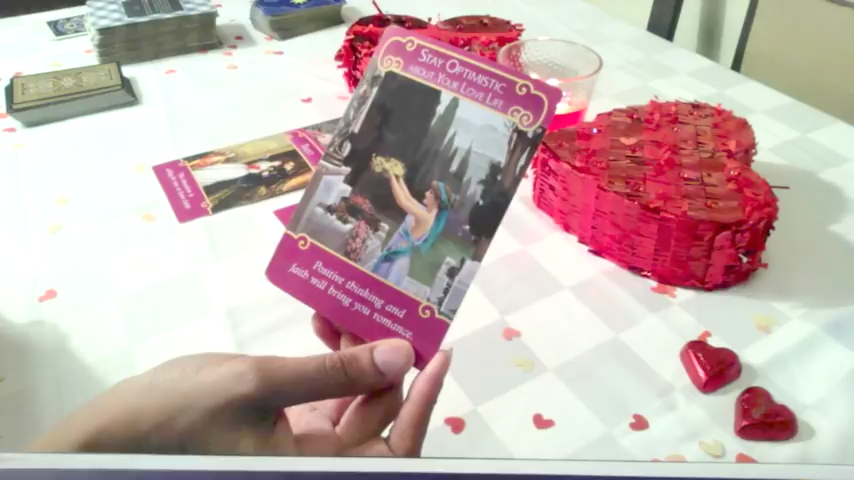 STAY OPTIMISTIC
ABOUT YOUR LOVE LIFE
Positive thinking and
faith will bring you romance.